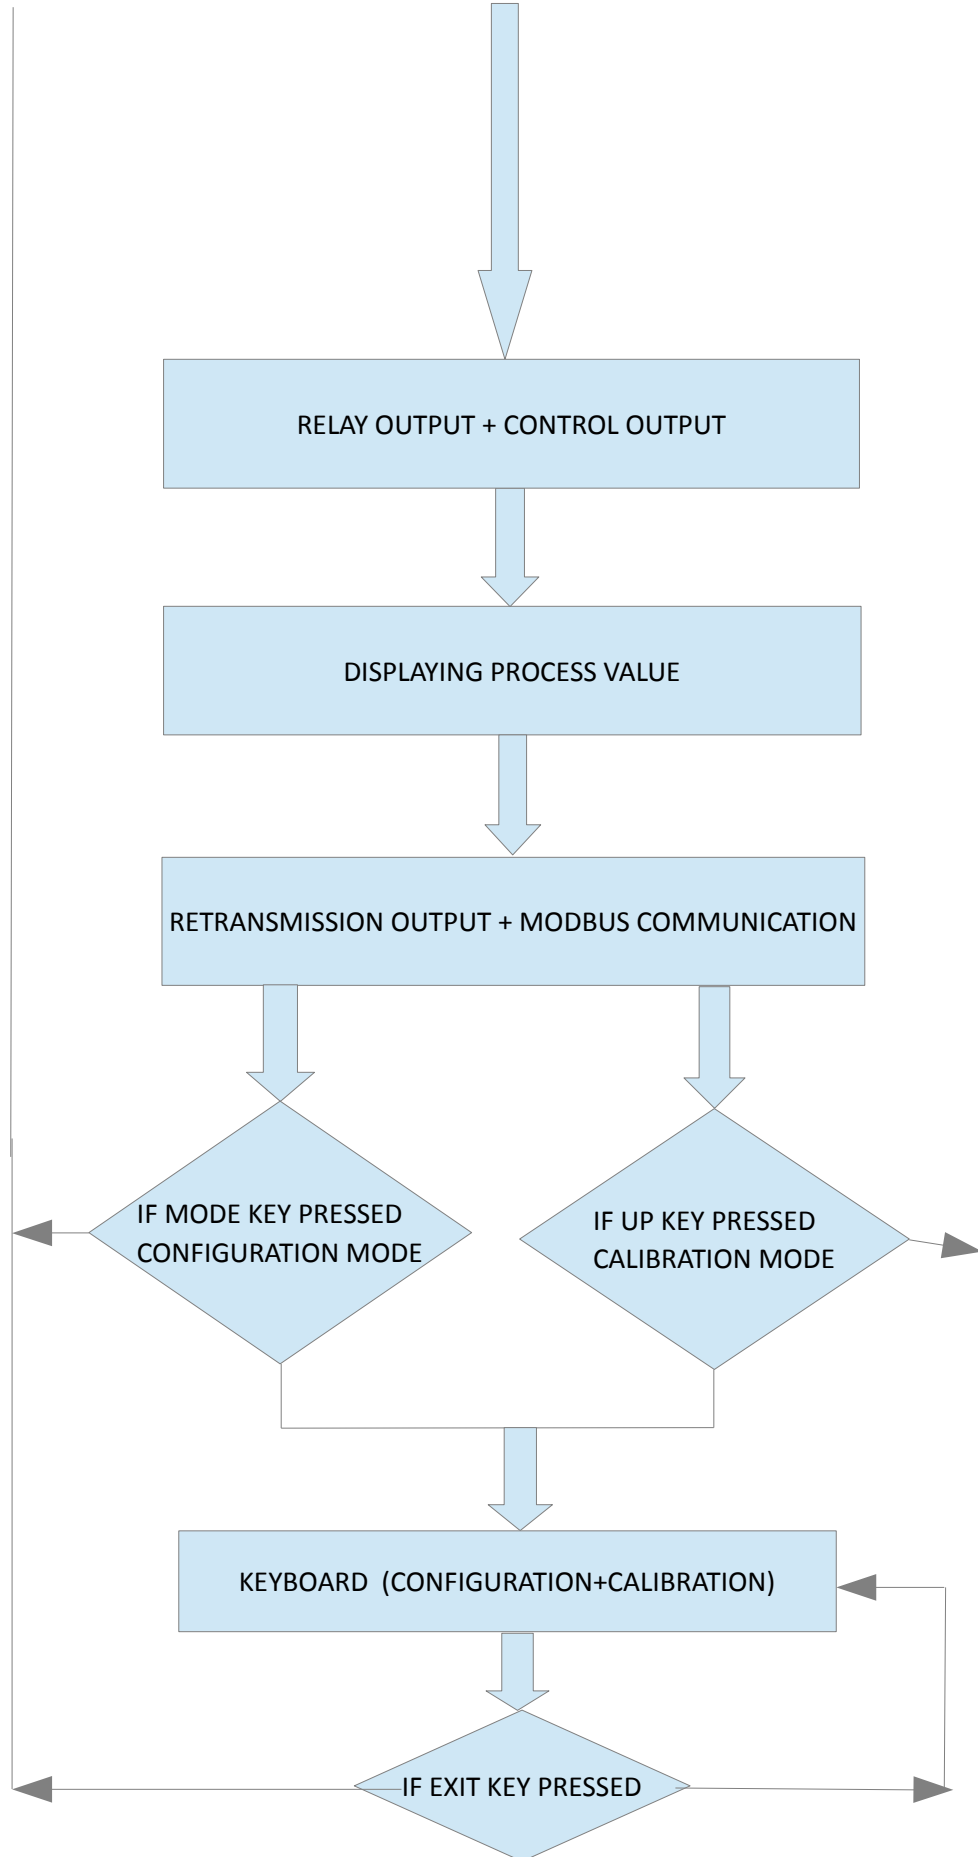 RELAY OUTPUT + CONTROL OUTPUT
DISPLAYING PROCESS VALUE
RETRANSMISSION OUTPUT + MODBUS COMMUNICATION
IF MODE KEY PRESSED
CONFIGURATION MODE
IF UP KEY PRESSED
CALIBRATION MODE
KEYBOARD  (CONFIGURATION+CALIBRATION)
IF EXIT KEY PRESSED